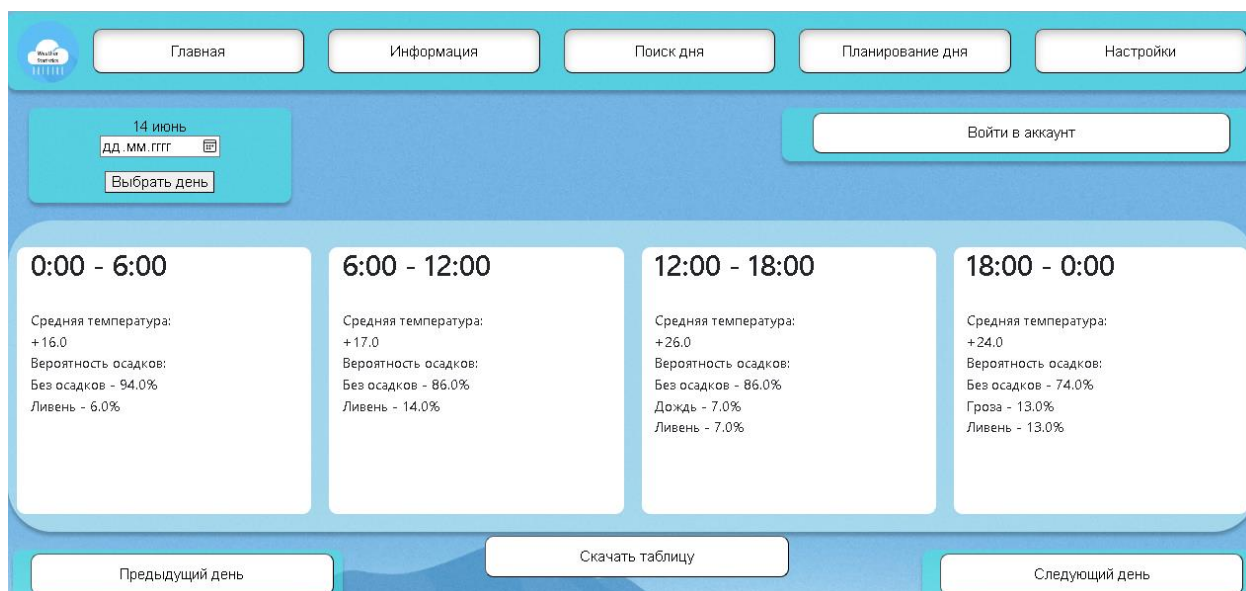 Weather
Statistics
Главная
Информация
Поиск дня
Планирование дня
Настройки
14 июнь
дд.мм.гггг
Выбрать день
Войти в аккаунт
0:00 - 6:00
Средняя температура:
+16.0
Вероятность осадков:
Без осадков - 94.0%
Ливень - 6.0%
6:00 - 12:00
Средняя температура:
+17.0
Вероятность осадков:
Без осадков - 86.0%
Ливень - 14.0%
12:00 - 18:00
Средняя температура:
+26.0
Вероятность осадков:
Без осадков - 86.0%
Дождь - 7.0%
Ливень - 7.0%
18:00 - 0:00
Средняя температура:
+24.0
Вероятность осадков:
Без осадков - 74.0%
Гроза - 13.0%
Ливень - 13.0%
Предыдущий день
Скачать таблицу
Следующий день